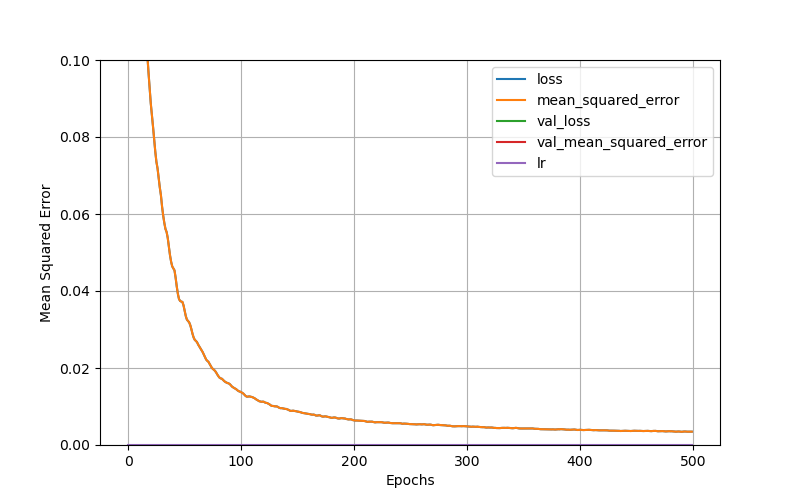 0.10
0.08
0.06
0.04
0.02
0.00
Mean Squared Error
loss
mean_squared_error
val_loss
val_mean_squared_error
lr
0 100 200 300 400 500
Epochs